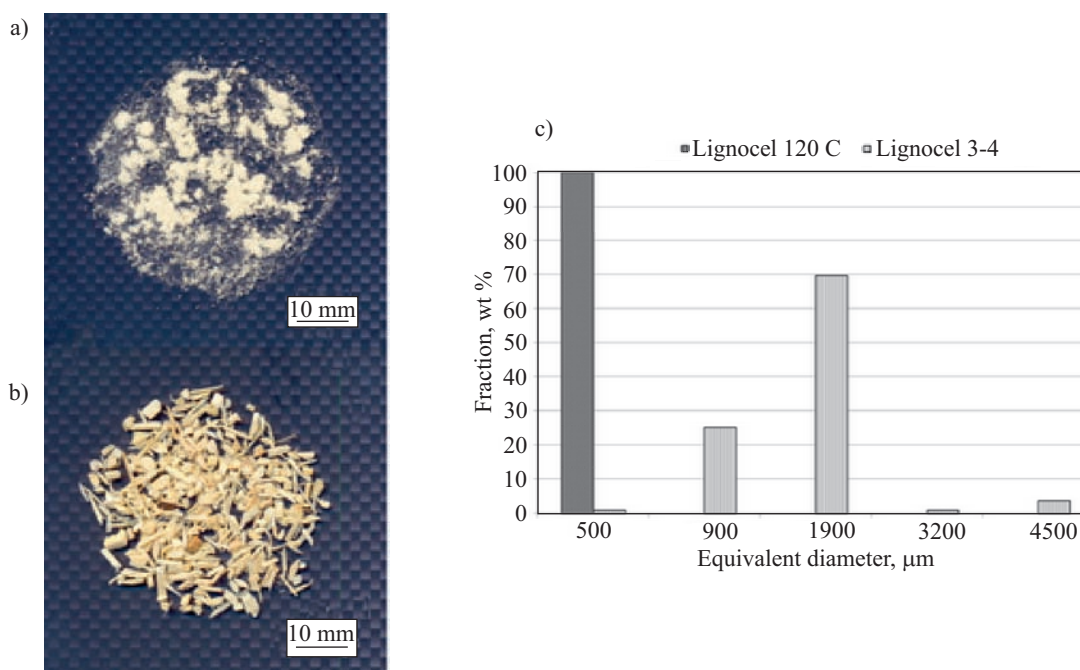 a)
10 mm
b)
10 mm
c)
Lignocel 120 C Lignocel 3-4
Fraction, wt %
100
90
80
70
60
50
40
30
20
10
0
500 900 1900 3200 4500
Equivalent diameter, μm